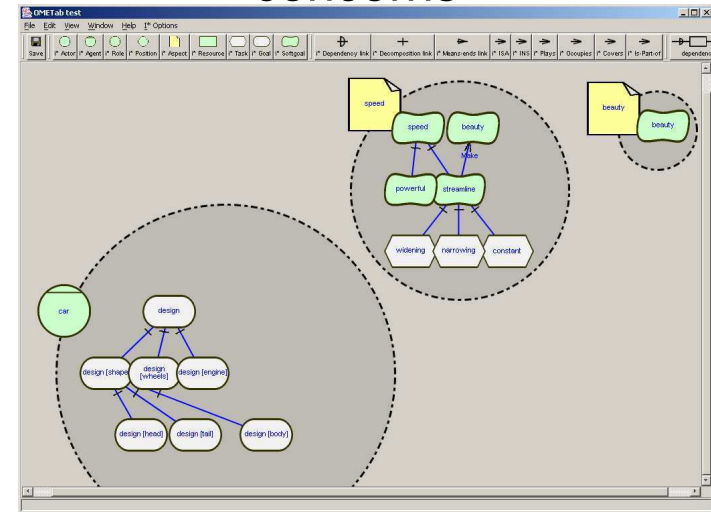 concerns
OMETab test
File Edit View Window Help I* Options
Save i* Actor i* Agent i* Role i* Position i* Aspect i* Resource i* Task i* Goal i* Softgoal i* Dependency link i* Decomposition link i* Means-ends link i* ISA i* INS i* Plays i* Occupies i* Covers i* Is-Part-of dependenc
speed
beauty
speed
beauty
beauty
Make
powerful
streamline
widening
narrowing
constant
car
design
design [shape
design
[wheels]
design [engine]
design [head]
design [tail]
design [body]